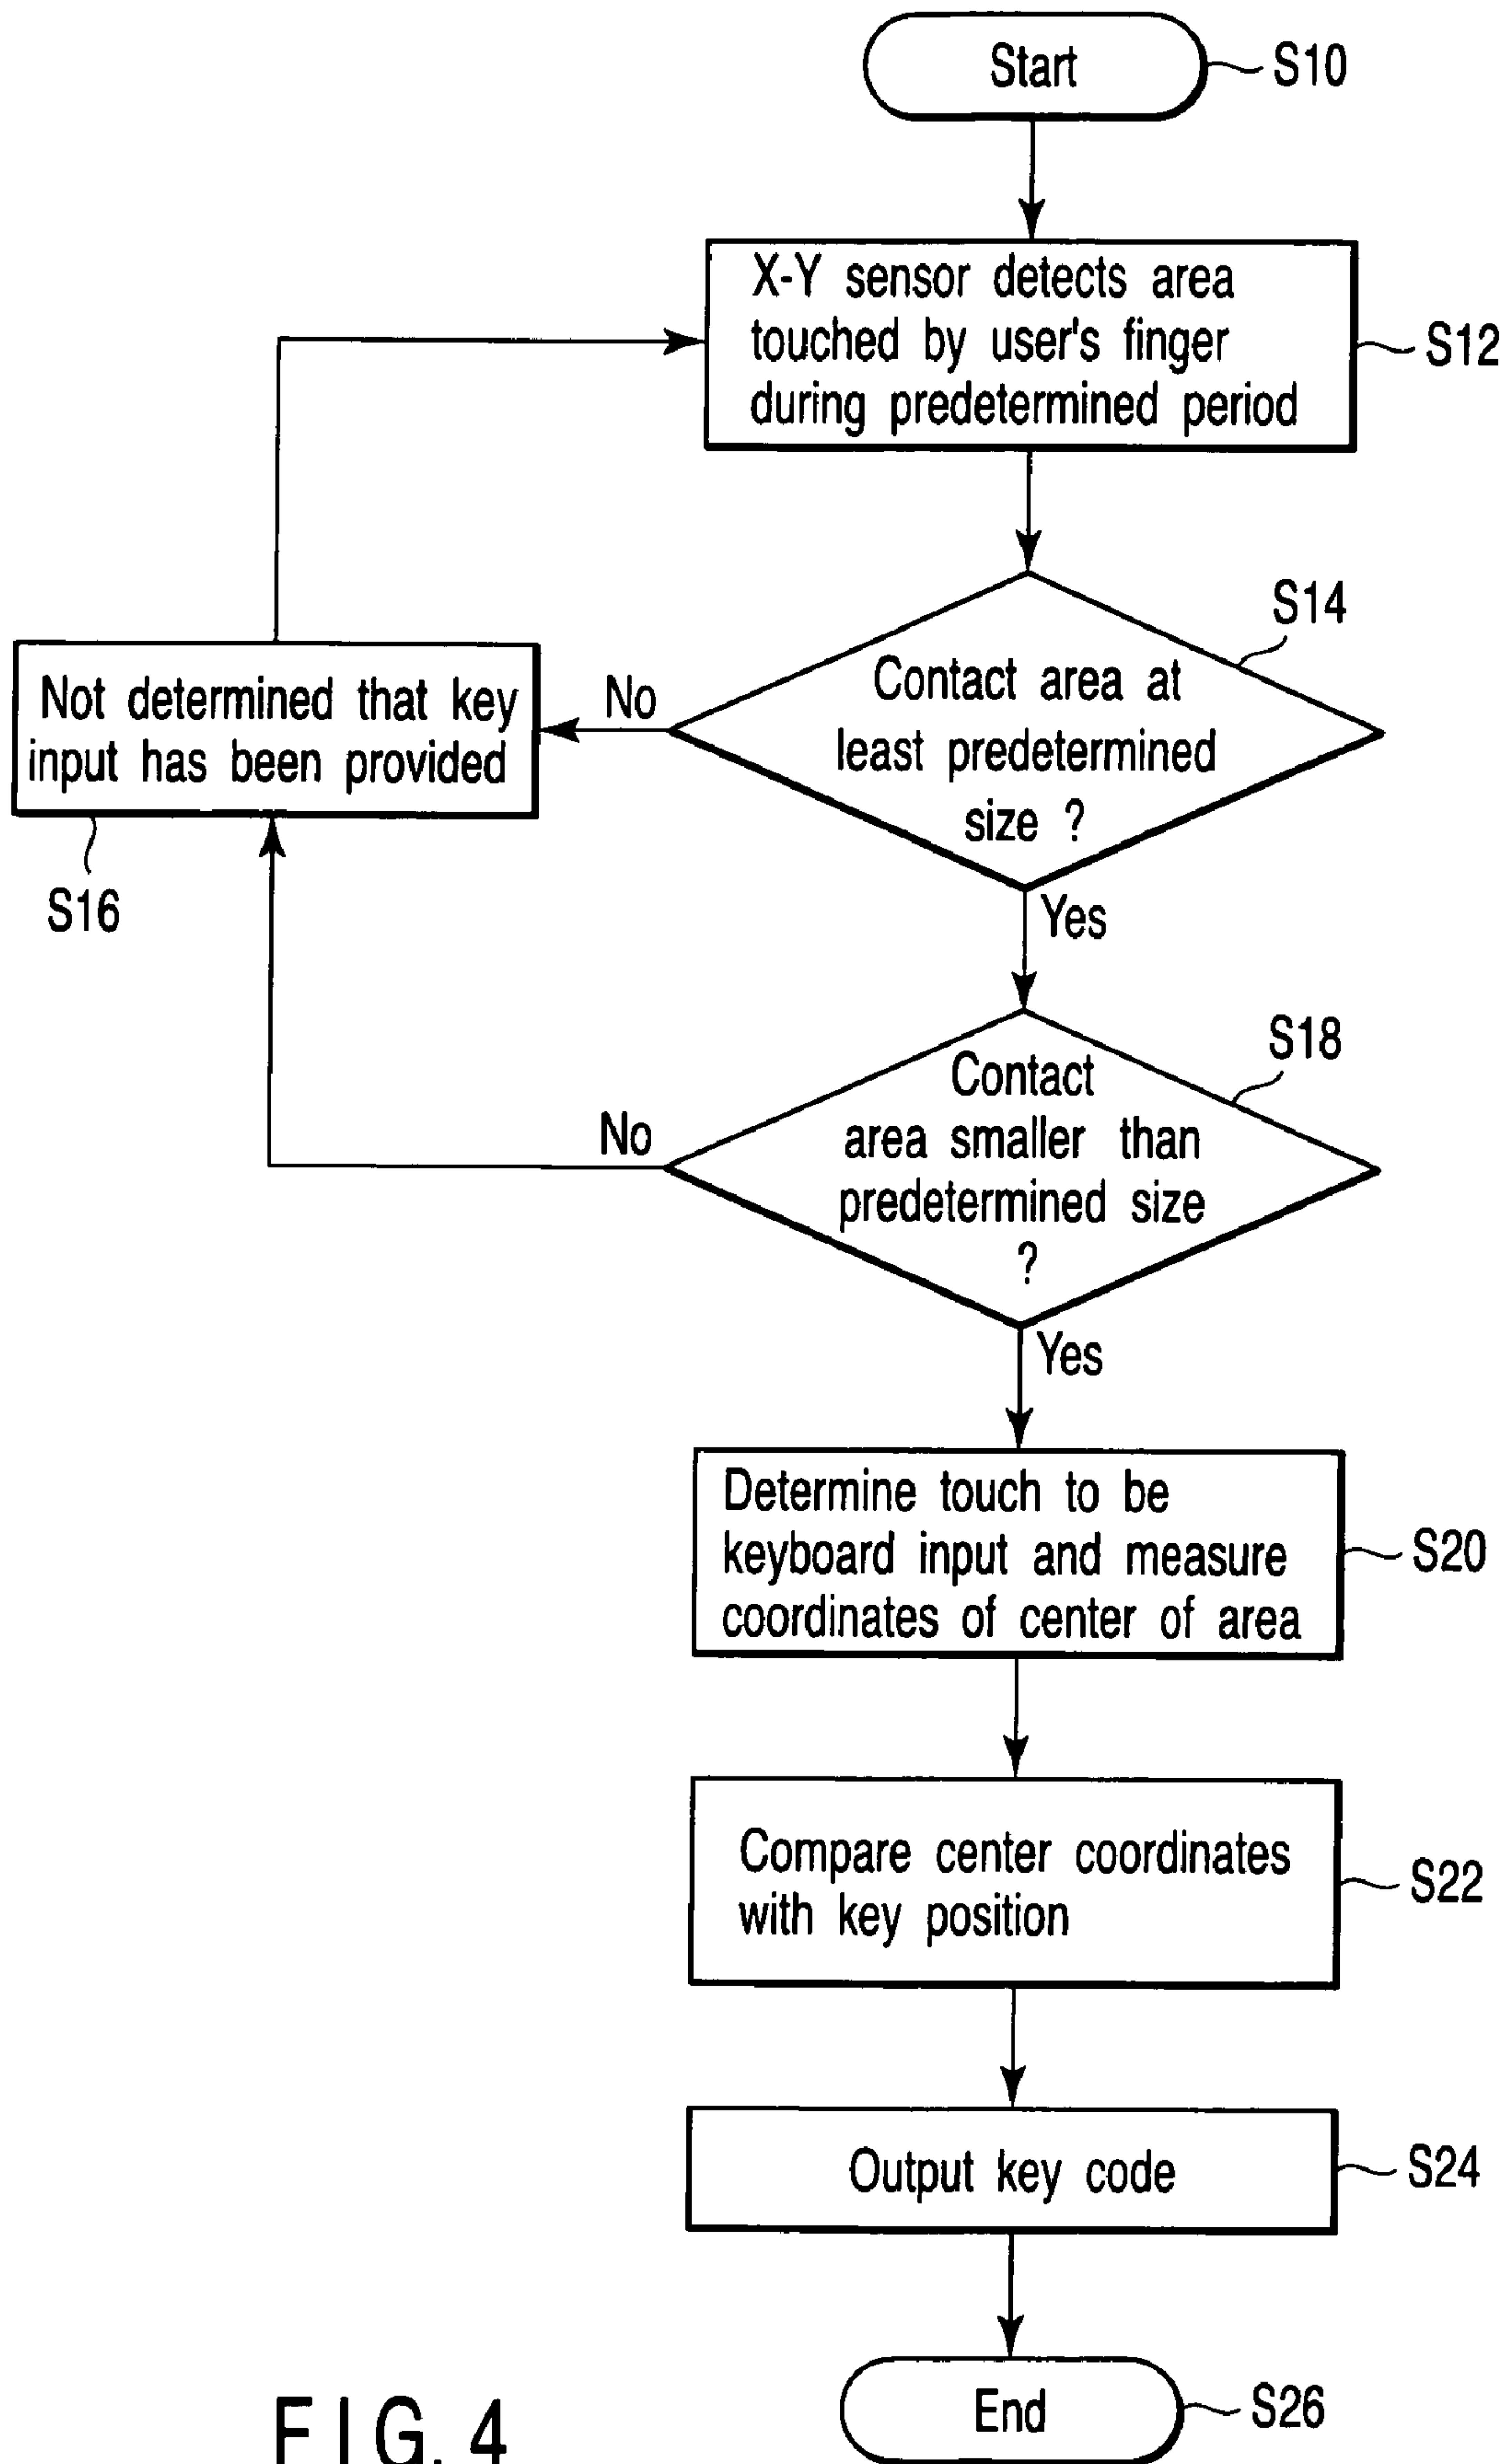 Start
S10
X-Y sensor detects area
touched by user's finger
during predetermined period
S12
S14
Contact area at
least predetermined
size ?
No
Not determined that key
input has been provided
S16
Yes
S18
Contact
area smaller than
predetermined size
?
No
Yes
Determine touch to be
keyboard input and measure
coordinates of center of area
S20
Compare center coordinates
with key position
S22
Output key code
S24
End
S26
FIG. 4